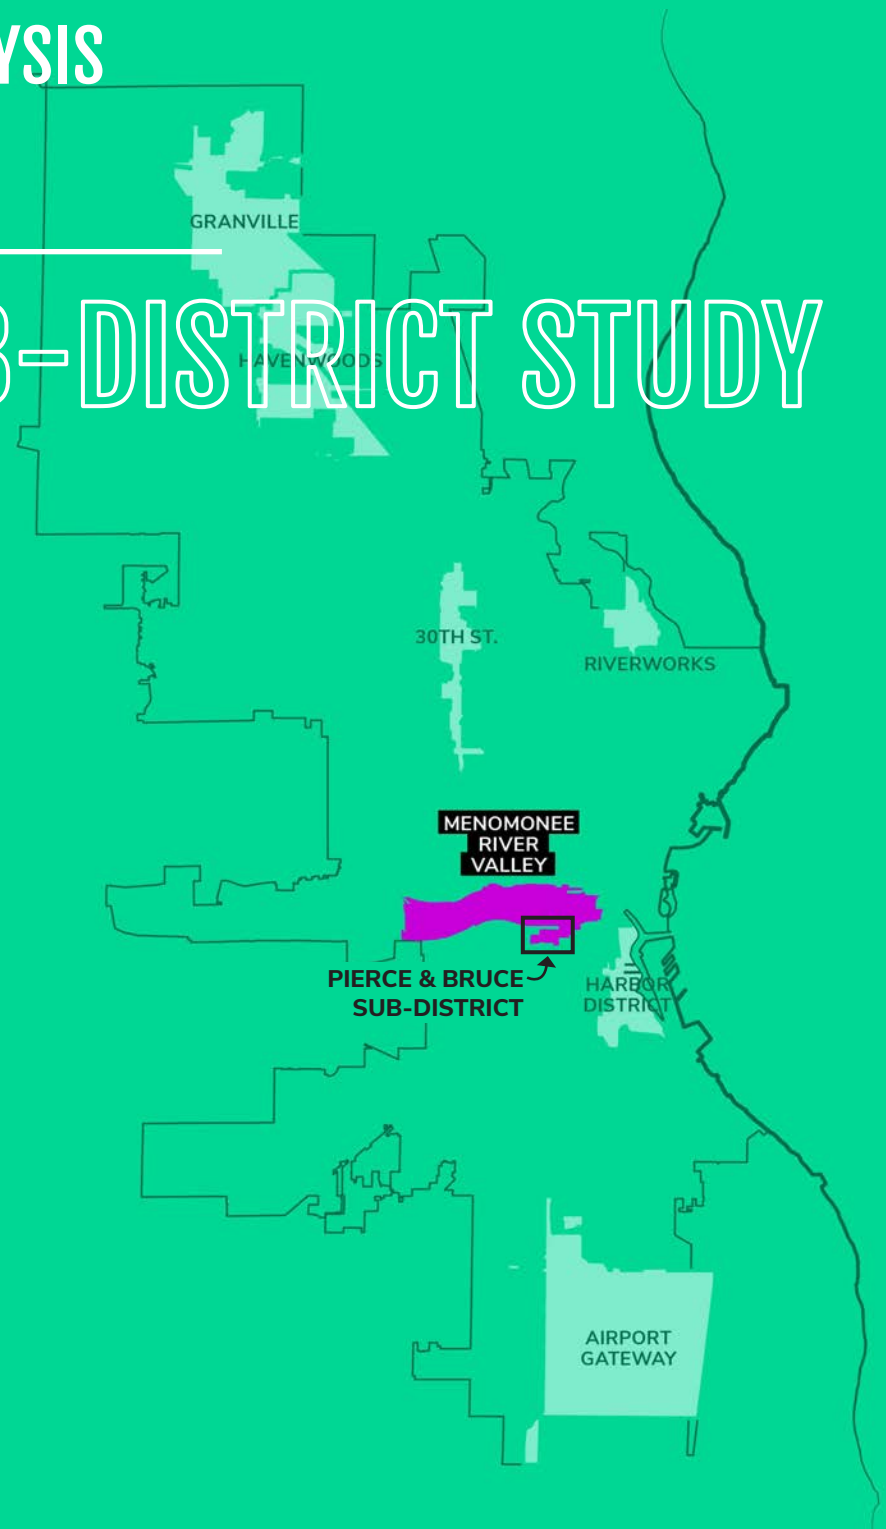 YSIS
GRANVILLE
B-DISTRICT STUDY
HAVENWOODS
30TH ST.
RIVERWORKS
MENOMONEE
RIVER
VALLEY
PIERCE & BRUCE
SUB-DISTRICT
HARBOR
DISTRICT
AIRPORT
GATEWAY